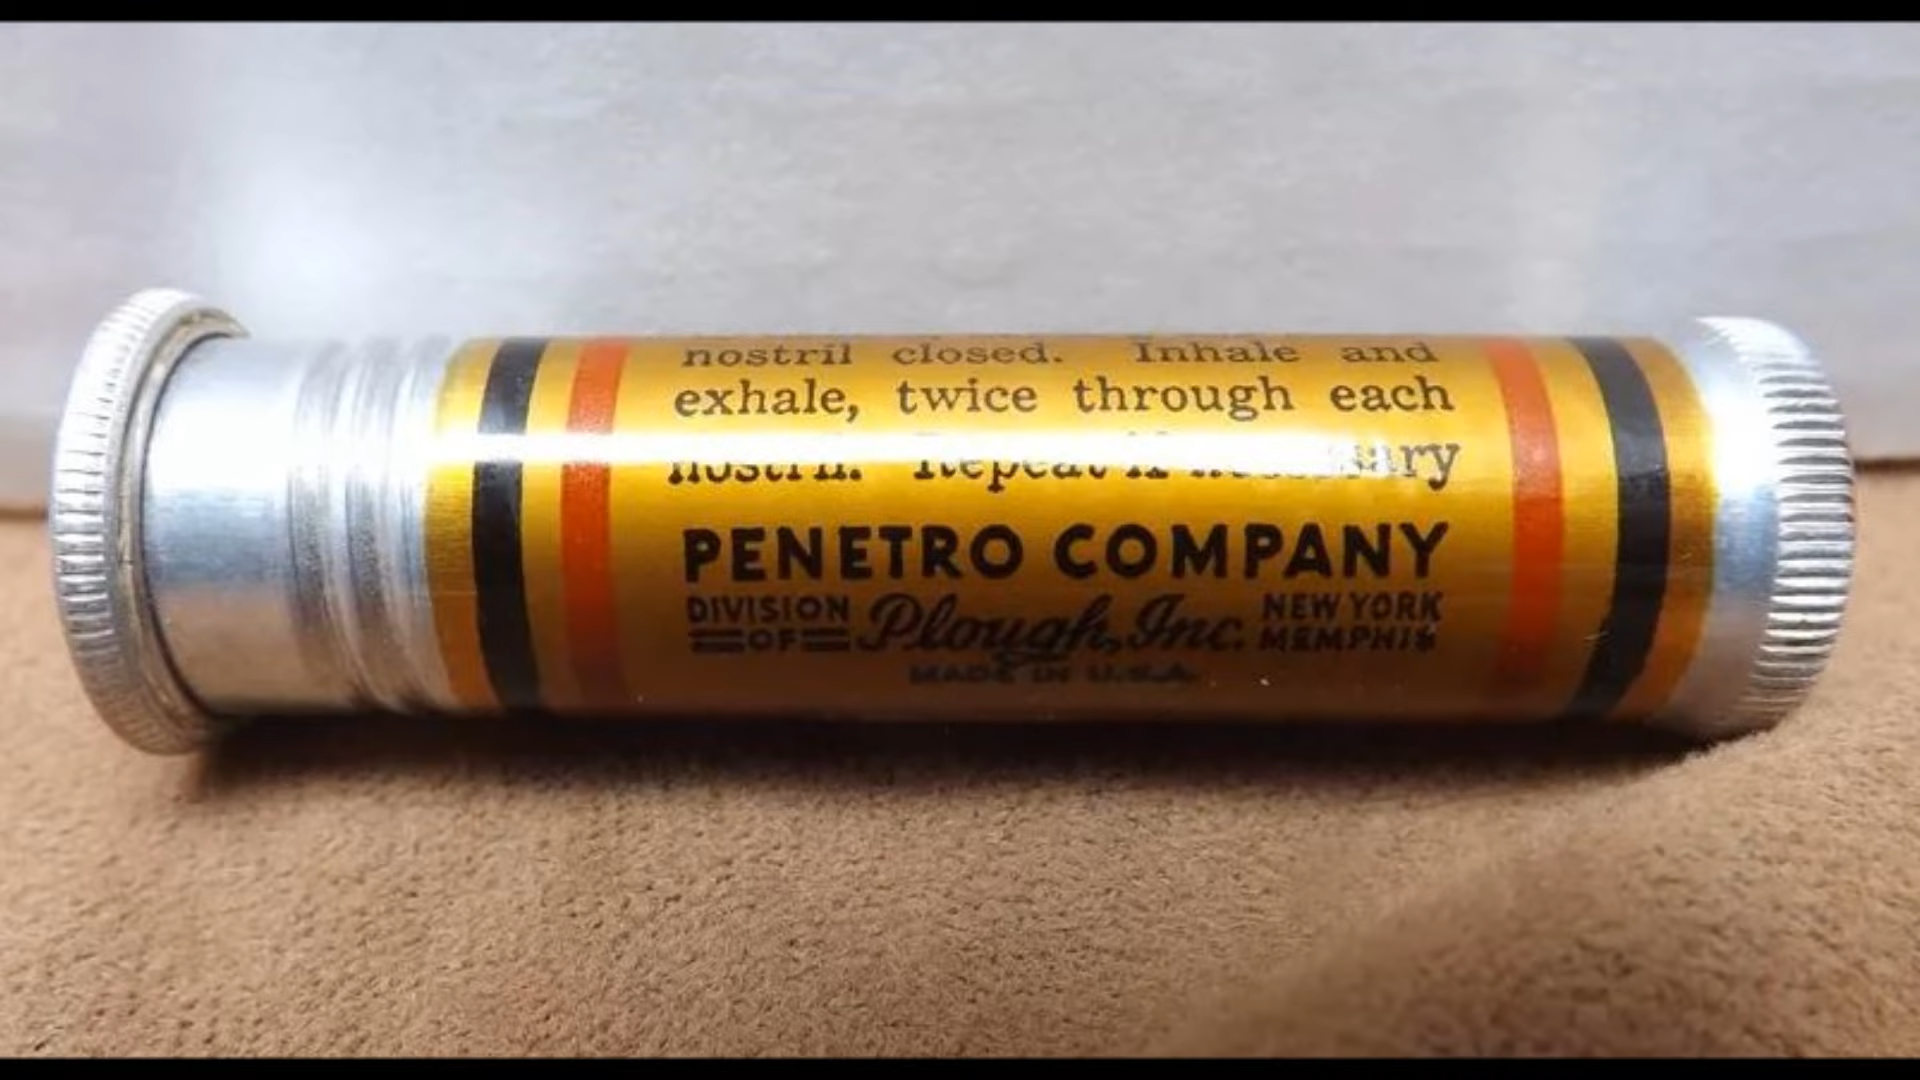 nostril closed. Inhale and
exhale, twice through each
nostril. Repeat if necessary
PENETRO COMPANY
DIVISION OF Plough, Inc. NEW YORK MEMPHIS
MADE IN U.S.A.